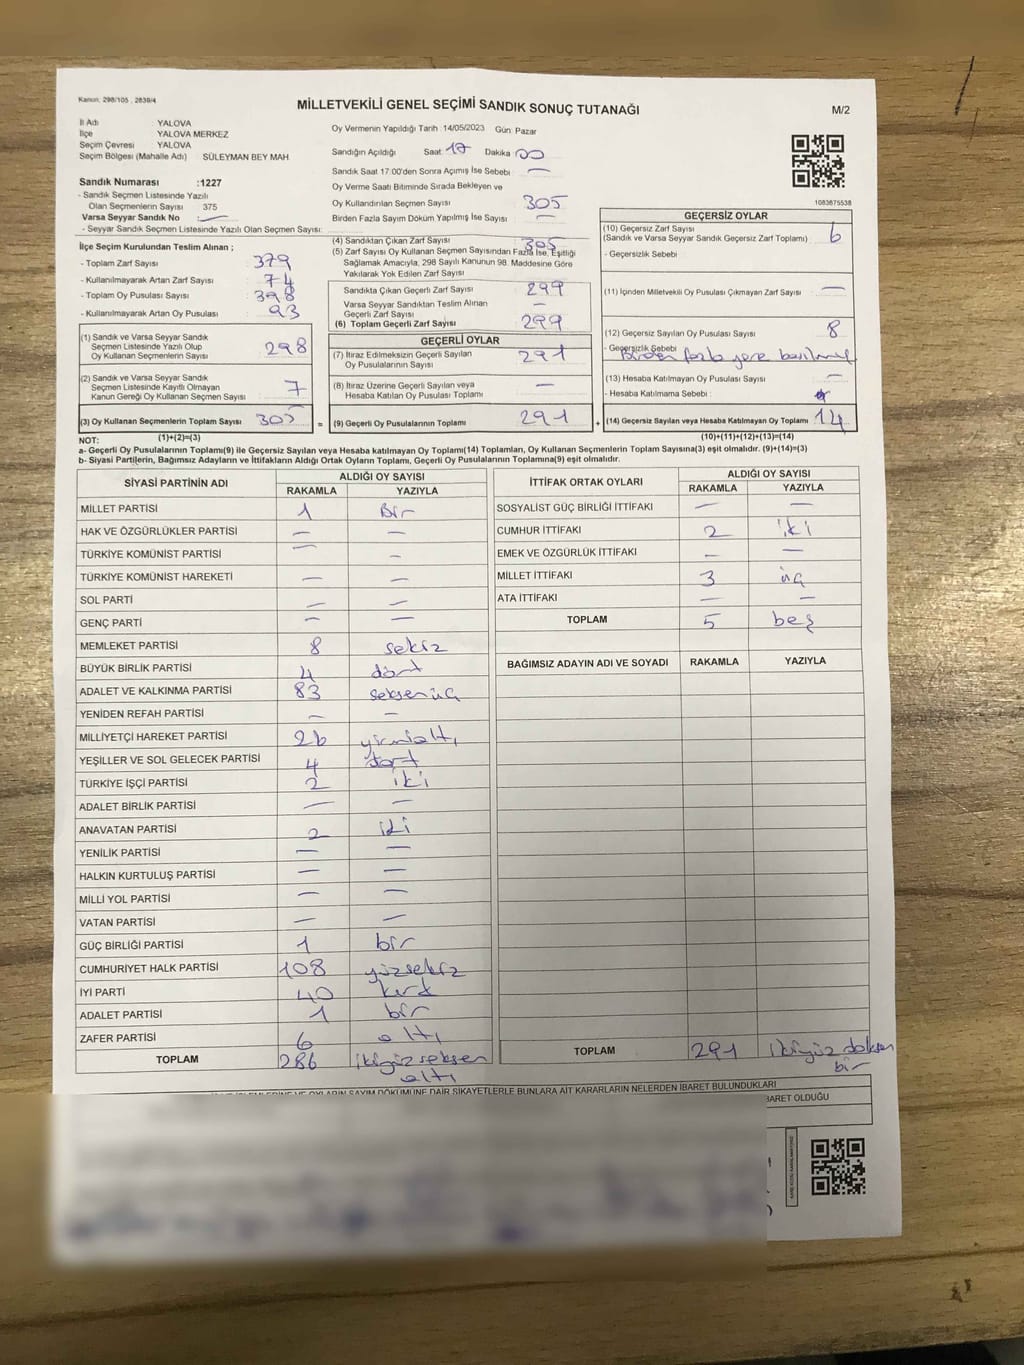 Kanun: 298/105 , 2839/4
MİLLETVEKİLİ GENEL SEÇİMİ SANDIK SONUÇ TUTANAĞI
M/2
İl Adı YALOVA
İlçe YALOVA MERKEZ
Seçim Çevresi YALOVA
Seçim Bölgesi (Mahalle Adı) SÜLEYMAN BEY MAH
Sandık Numarası :1227
- Sandık Seçmen Listesinde Yazılı
Olan Seçmenlerin Sayısı 375
Varsa Seyyar Sandık No —
- Seyyar Sandık Seçmen Listesinde Yazılı Olan Seçmen Sayısı:
Oy Vermenin Yapıldığı Tarih :14/05/2023 Gün: Pazar
Sandığın Açıldığı Saat: 17 Dakika 00
Sandık Saat 17:00'den Sonra Açımış İse Sebebi: —
Oy Verme Saati Bitiminde Sırada Bekleyen ve
Oy Kullandırılan Seçmen Sayısı 305
Birden Fazla Sayım Döküm Yapılmış İse Sayısı —
1083675538
İlçe Seçim Kurulundan Teslim Alınan ;
- Toplam Zarf Sayısı 379
- Kullanılmayarak Artan Zarf Sayısı 74
- Toplam Oy Pusulası Sayısı 398
- Kullanılmayarak Artan Oy Pusulası 93
(1) Sandık ve Varsa Seyyar Sandık
Seçmen Listesinde Yazılı Olup
Oy Kullanan Seçmenlerin Sayısı 298
(2) Sandık ve Varsa Seyyar Sandık
Seçmen Listesinde Kayıtlı Olmayan
Kanun Gereği Oy Kullanan Seçmen Sayısı 7
(3) Oy Kullanan Seçmenlerin Toplam Sayısı 305 =
(1)+(2)=(3)
(4) Sandıktan Çıkan Zarf Sayısı 305
(5) Zarf Sayısı Oy Kullanan Seçmen Sayısından Fazla İse, Eşitliği
Sağlamak Amacıyla, 298 Sayılı Kanunun 98. Maddesine Göre
Yakılarak Yok Edilen Zarf Sayısı
Sandıkta Çıkan Geçerli Zarf Sayısı 299
Varsa Seyyar Sandıktan Teslim Alınan
Geçerli Zarf Sayısı —
(6) Toplam Geçerli Zarf Sayısı 299
GEÇERLİ OYLAR
(7) İtiraz Edilmeksizin Geçerli Sayılan
Oy Pusulalarının Sayısı 291
(8) İtiraz Üzerine Geçerli Sayılan veya
Hesaba Katılan Oy Pusulası Toplamı —
(9) Geçerli Oy Pusulalarının Toplamı 291 +
GEÇERSİZ OYLAR
(10) Geçersiz Zarf Sayısı
(Sandık ve Varsa Seyyar Sandık Geçersiz Zarf Toplamı) 6
- Geçersizlik Sebebi
(11) İçinden Milletvekili Oy Pusulası Çıkmayan Zarf Sayısı : —
(12) Geçersiz Sayılan Oy Pusulası Sayısı 8
- Geçersizlik Sebebi Birden fazla yere basılmış
(13) Hesaba Katılmayan Oy Pusulası Sayısı —
- Hesaba Katılmama Sebebi :
(14) Geçersiz Sayılan veya Hesaba Katılmayan Oy Toplamı 14
(10)+(11)+(12)+(13)=(14)
NOT:
a- Geçerli Oy Pusulalarının Toplamı(9) ile Geçersiz Sayılan veya Hesaba katılmayan Oy Toplam(14) Toplamları, Oy Kullanan Seçmenlerin Toplam Sayısına(3) eşit olmalıdır. (9)+(14)=(3)
b- Siyasi Partilerin, Bağımsız Adayların ve İttifakların Aldığı Ortak Oyların Toplamı, Geçerli Oy Pusulalarının Toplamına(9) eşit olmalıdır.
SİYASİ PARTİNİN ADI ALDIĞI OY SAYISI
RAKAMLA YAZIYLA
MİLLET PARTİSİ 1 Bir
HAK VE ÖZGÜRLÜKLER PARTİSİ — —
TÜRKİYE KOMÜNİST PARTİSİ — —
TÜRKİYE KOMÜNİST HAREKETİ — —
SOL PARTİ — —
GENÇ PARTİ — —
MEMLEKET PARTİSİ 8 sekiz
BÜYÜK BİRLİK PARTİSİ 4 dört
ADALET VE KALKINMA PARTİSİ 83 seksen üç
YENİDEN REFAH PARTİSİ — —
MİLLİYETÇİ HAREKET PARTİSİ 26 yirmialtı
YEŞİLLER VE SOL GELECEK PARTİSİ 4 dört
TÜRKİYE İŞÇİ PARTİSİ 2 iki
ADALET BİRLİK PARTİSİ — —
ANAVATAN PARTİSİ 2 iki
YENİLİK PARTİSİ — —
HALKIN KURTULUŞ PARTİSİ — —
MİLLİ YOL PARTİSİ — —
VATAN PARTİSİ — —
GÜÇ BİRLİĞİ PARTİSİ 1 bir
CUMHURİYET HALK PARTİSİ 108 yüzsekiz
İYİ PARTİ 40 kırk
ADALET PARTİSİ 1 bir
ZAFER PARTİSİ 6 altı
TOPLAM 286 ikiyüz seksen
altı
İTTİFAK ORTAK OYLARI ALDIĞI OY SAYISI
RAKAMLA YAZIYLA
SOSYALİST GÜÇ BİRLİĞİ İTTİFAKI — —
CUMHUR İTTİFAKI 2 iki
EMEK VE ÖZGÜRLÜK İTTİFAKI — —
MİLLET İTTİFAKI 3 üç
ATA İTTİFAKI — —
TOPLAM 5 beş
BAĞIMSIZ ADAYIN ADI VE SOYADI RAKAMLA YAZIYLA
TOPLAM 291 ikiyüz doksan
bir
OYLARIN SAYIM DÖKÜMÜNE DAİR ŞİKAYETLERLE BUNLARA AİT KARARLARIN NELERDEN İBARET BULUNDUKLARI
İBARET OLDUĞU